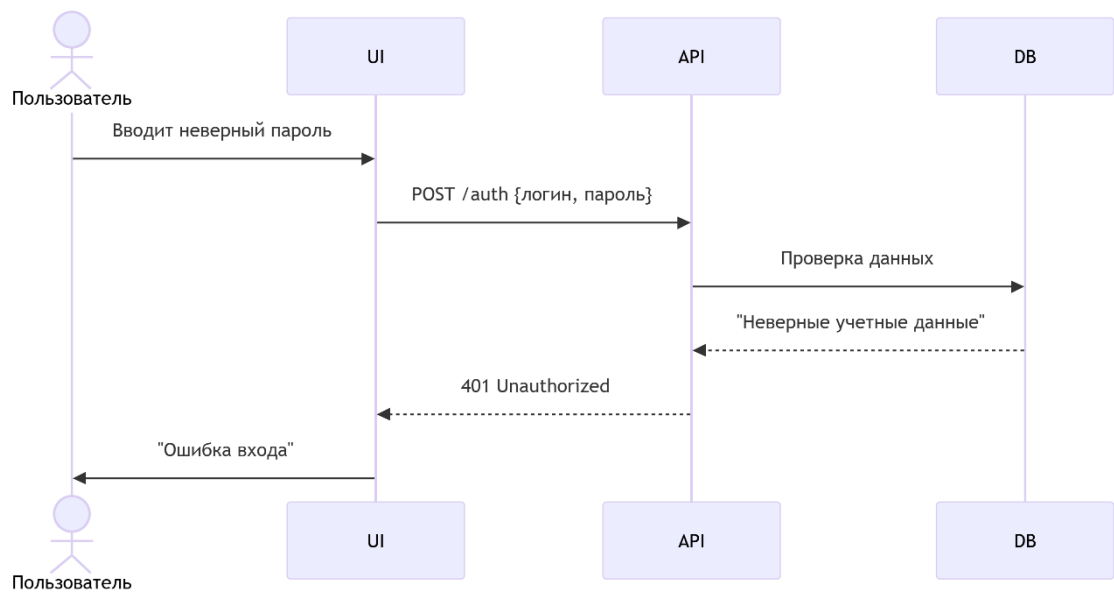 UI
API
DB
Пользователь
Вводит неверный пароль
POST /auth {логин, пароль}
Проверка данных
"Неверные учетные данные"
401 Unauthorized
"Ошибка входа"
UI
API
DB
Пользователь